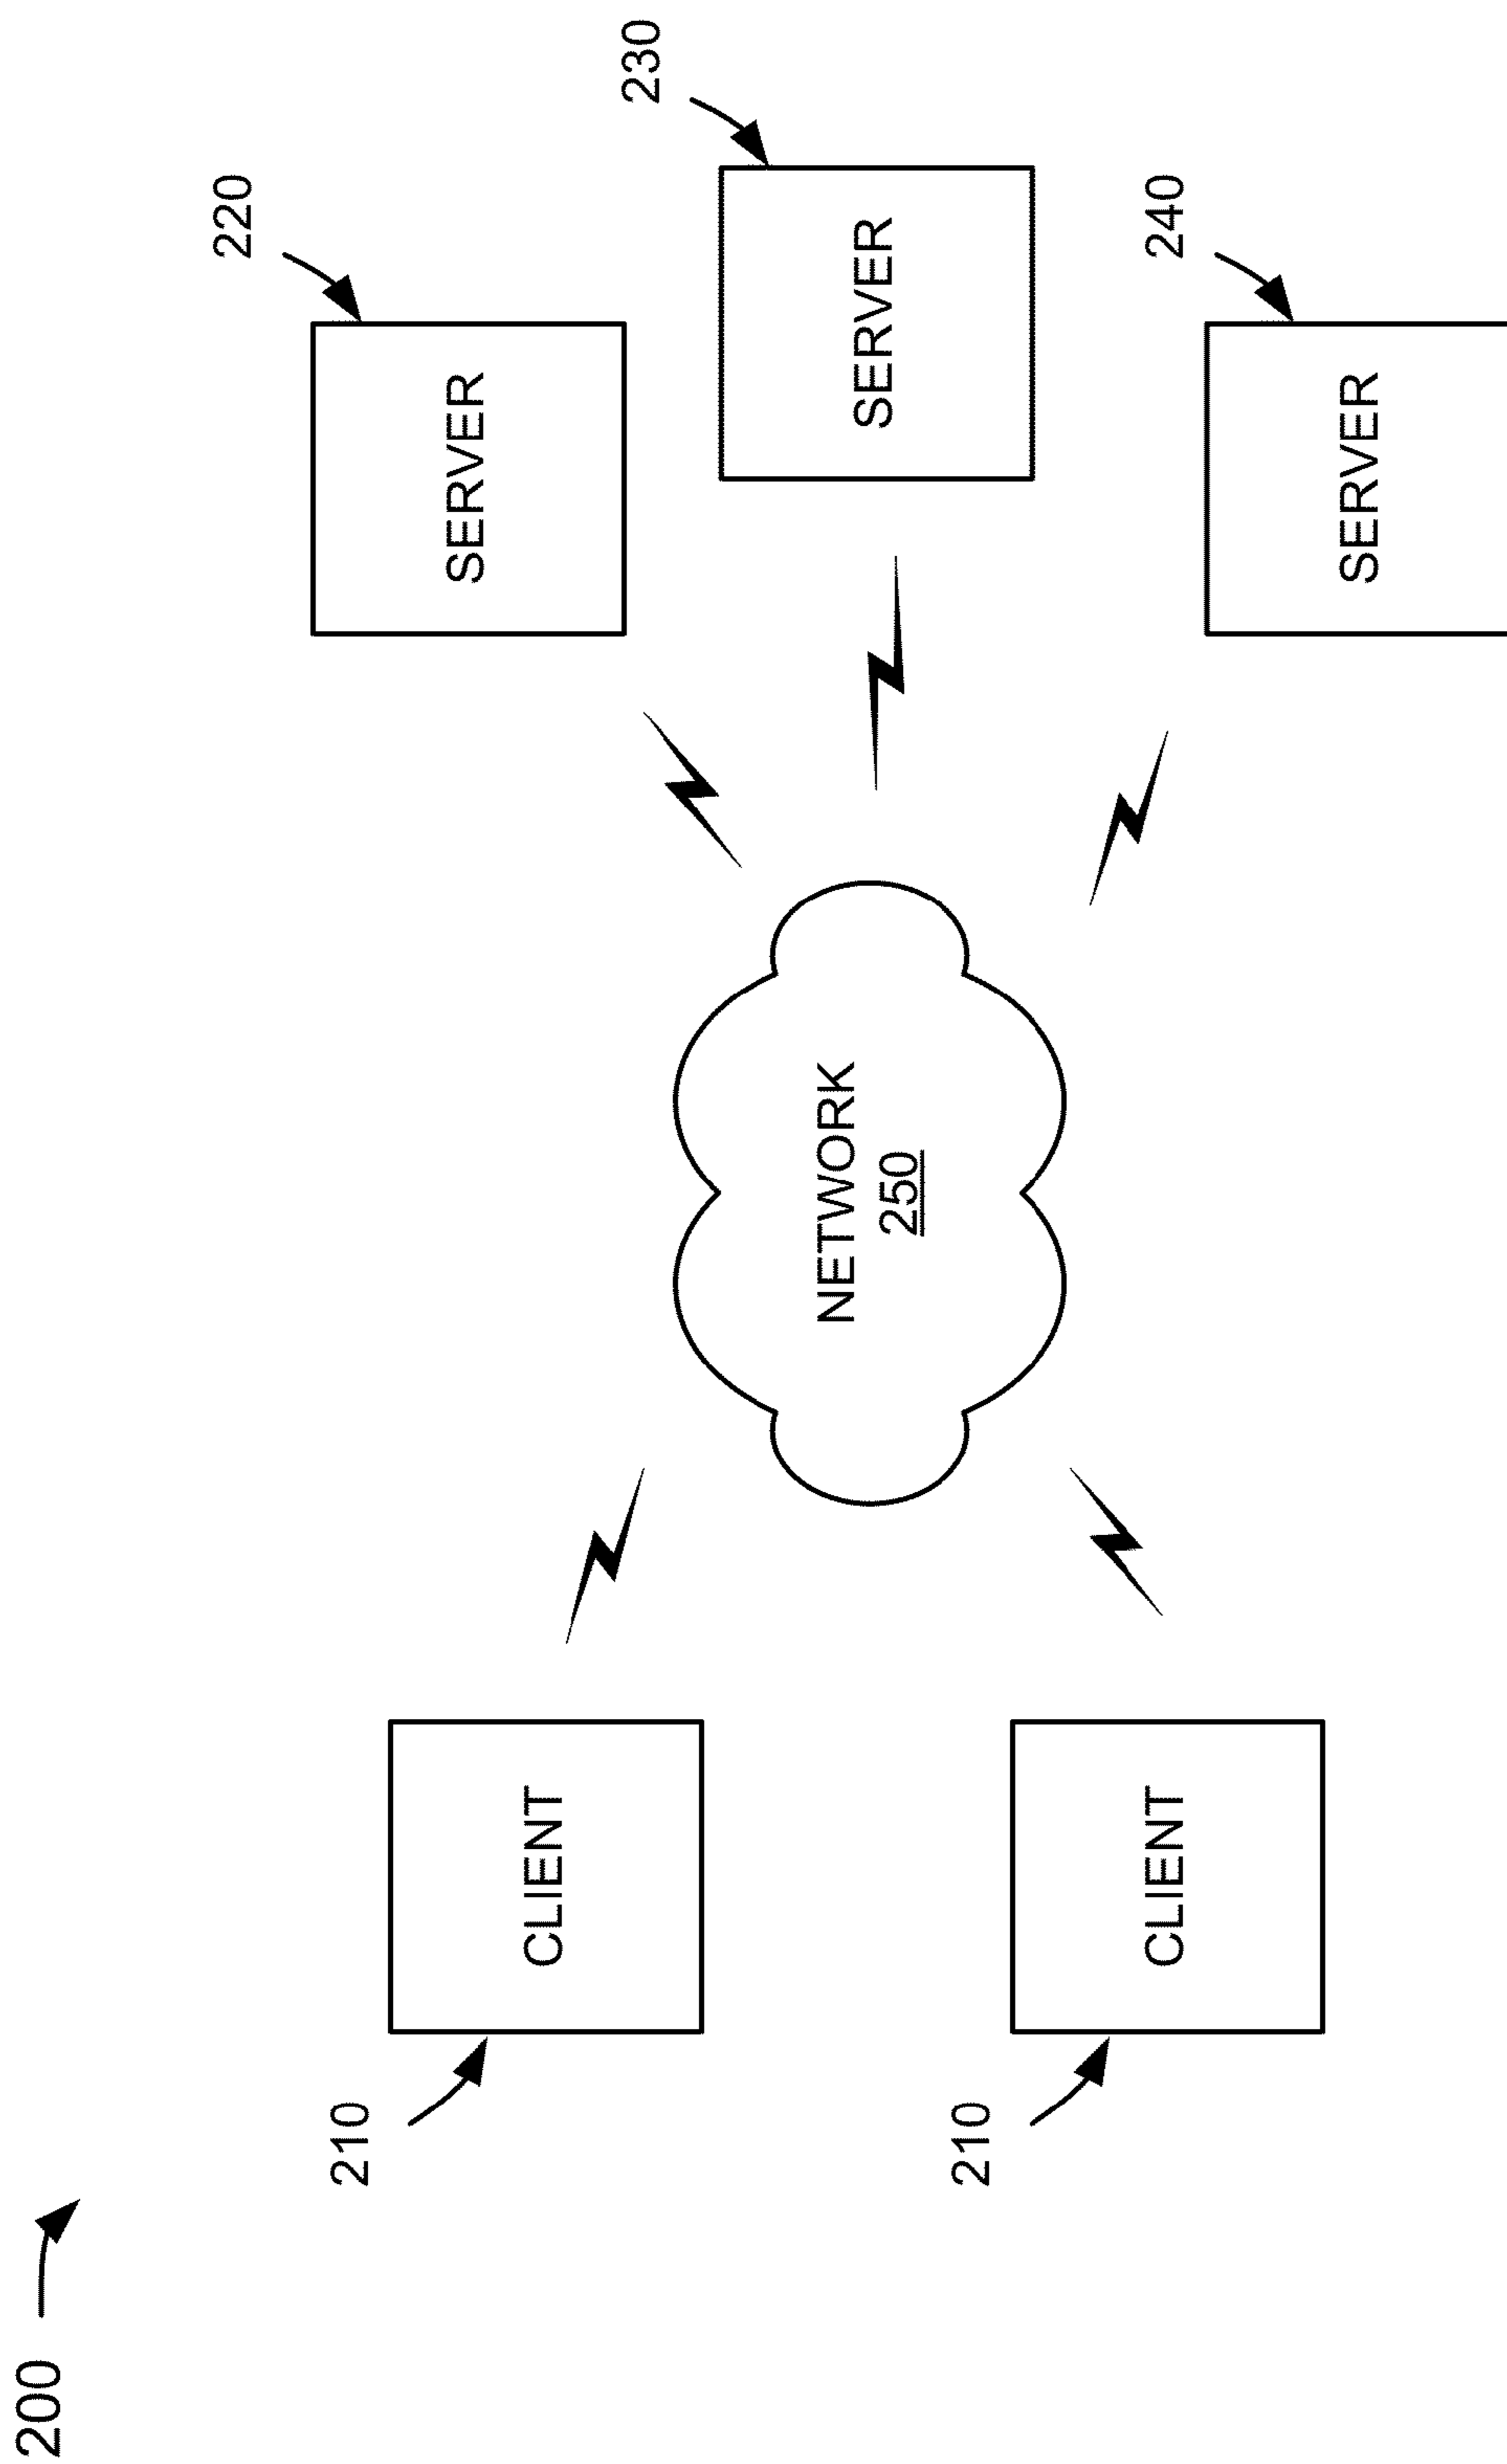 200
220
210
SERVER
CLIENT
230
NETWORK
250
SERVER
210
CLIENT
240
SERVER